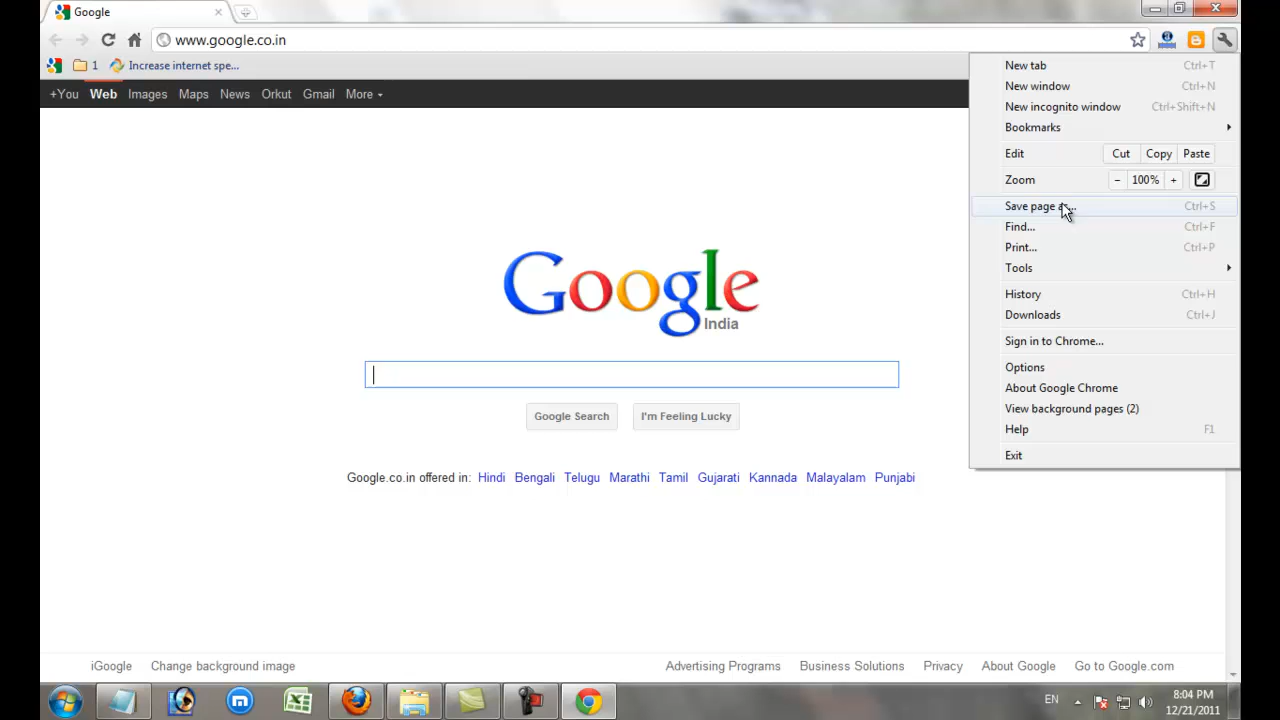 Google
www.google.co.in
1 Increase internet spe...
+You Web Images Maps News Orkut Gmail More
New tab Ctrl+T
New window Ctrl+N
New incognito window Ctrl+Shift+N
Bookmarks
Edit Cut Copy Paste
Zoom − 100% +
Save page as... Ctrl+S
Find... Ctrl+F
Print... Ctrl+P
Tools
History Ctrl+H
Downloads Ctrl+J
Sign in to Chrome...
Options
About Google Chrome
View background pages (2)
Help F1
Exit
Google
India
Google Search I'm Feeling Lucky
Google.co.in offered in: Hindi Bengali Telugu Marathi Tamil Gujarati Kannada Malayalam Punjabi
iGoogle Change background image Advertising Programs Business Solutions Privacy About Google Go to Google.com
EN 8:04 PM
12/21/2011